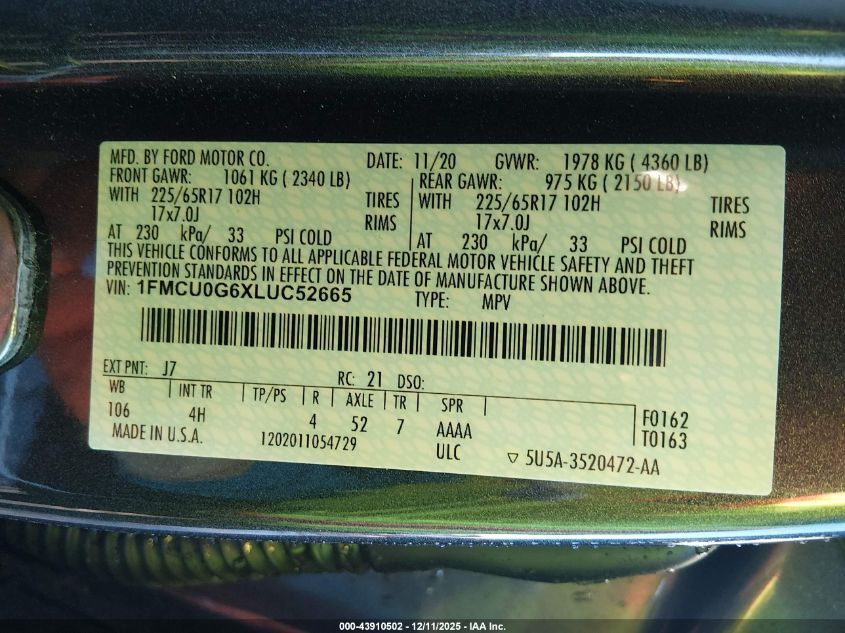 MFD. BY FORD MOTOR CO. DATE: 11/20 GVWR: 1978 KG ( 4360 LB)
FRONT GAWR: 1061 KG ( 2340 LB) REAR GAWR: 975 KG ( 2150 LB)
WITH 225/65R17 102H TIRES WITH 225/65R17 102H TIRES
17x7.0J RIMS 17x7.0J RIMS
AT 230 kPa/ 33 PSI COLD AT 230 kPa/ 33 PSI COLD
THIS VEHICLE CONFORMS TO ALL APPLICABLE FEDERAL MOTOR VEHICLE SAFETY AND THEFT
PREVENTION STANDARDS IN EFFECT ON THE DATE OF MANUFACTURE SHOWN ABOVE.
VIN: 1FMCU0G6XLUC52665 TYPE: MPV
EXT PNT: J7 RC: 21 DSO:
WB INT TR TP/PS R AXLE TR SPR
106 4H 4 52 7 AAAA F0162
MADE IN U.S.A. 1202011054729 ULC T0163
▽ 5U5A-3520472-AA
000-43910502 - 12/11/2025 - IAA Inc.